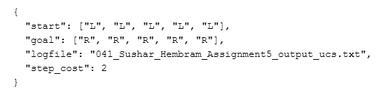 {
"start": ["L", "L", "L", "L", "L"],
"goal": ["R", "R", "R", "R", "R"],
"logfile": "041_Sushar_Hembram_Assignment5_output_ucs.txt",
"step_cost": 2
}